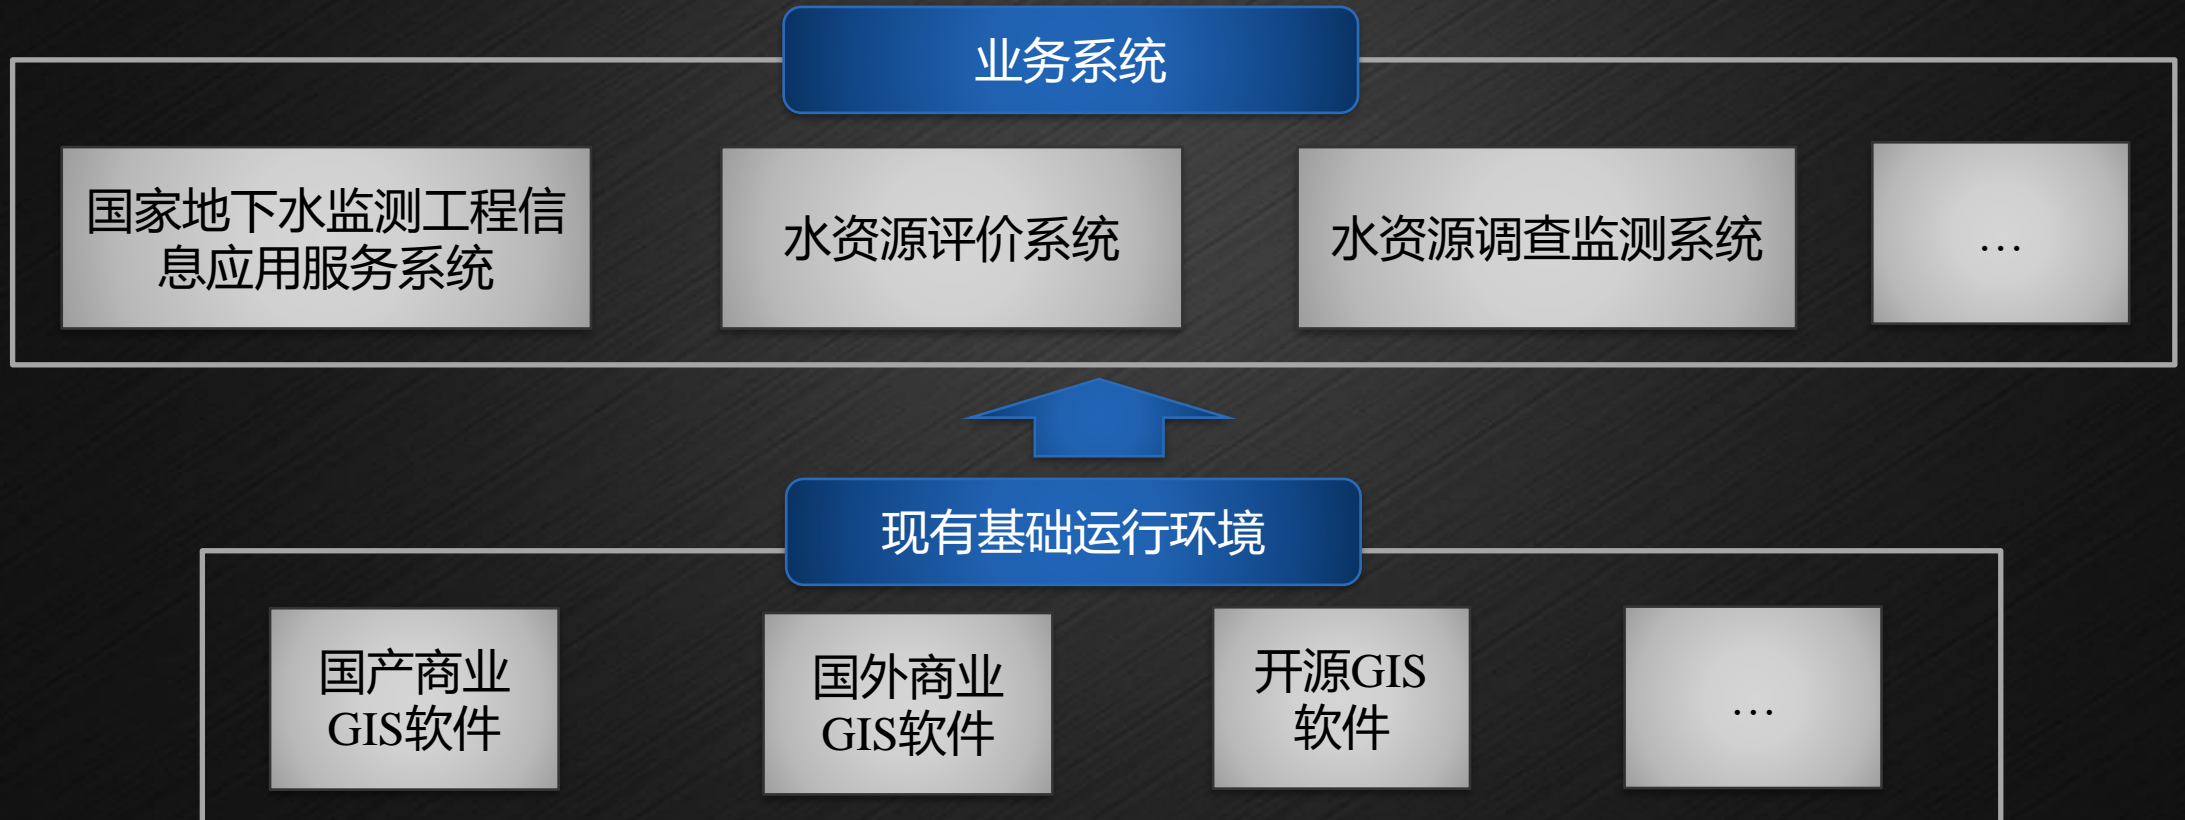 业务系统
国家地下水监测工程信
息应用服务系统
水资源评价系统
水资源调查监测系统
…
现有基础运行环境
国产商业
GIS软件
国外商业
GIS软件
开源GIS
软件
…